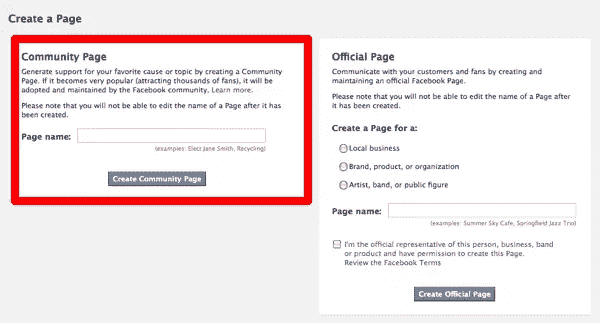 Create a Page
Community Page
Generate support for your favorite cause or topic by creating a Community
Page. If it becomes very popular (attracting thousands of fans), it will be
adopted and maintained by the Facebook community. Learn more.
Please note that you will not be able to edit the name of a Page after it has
been created.
Page name:
(examples: Elect Jane Smith, Recycling)
Create Community Page
Official Page
Communicate with your customers and fans by creating and
maintaining an official Facebook Page.
Please note that you will not be able to edit the name of a Page after
it has been created.
Create a Page for a:
Local business
Brand, product, or organization
Artist, band, or public figure
Page name:
(examples: Summer Sky Cafe, Springfield Jazz Trio)
I'm the official representative of this person, business, band
or product and have permission to create this Page.
Review the Facebook Terms
Create Official Page